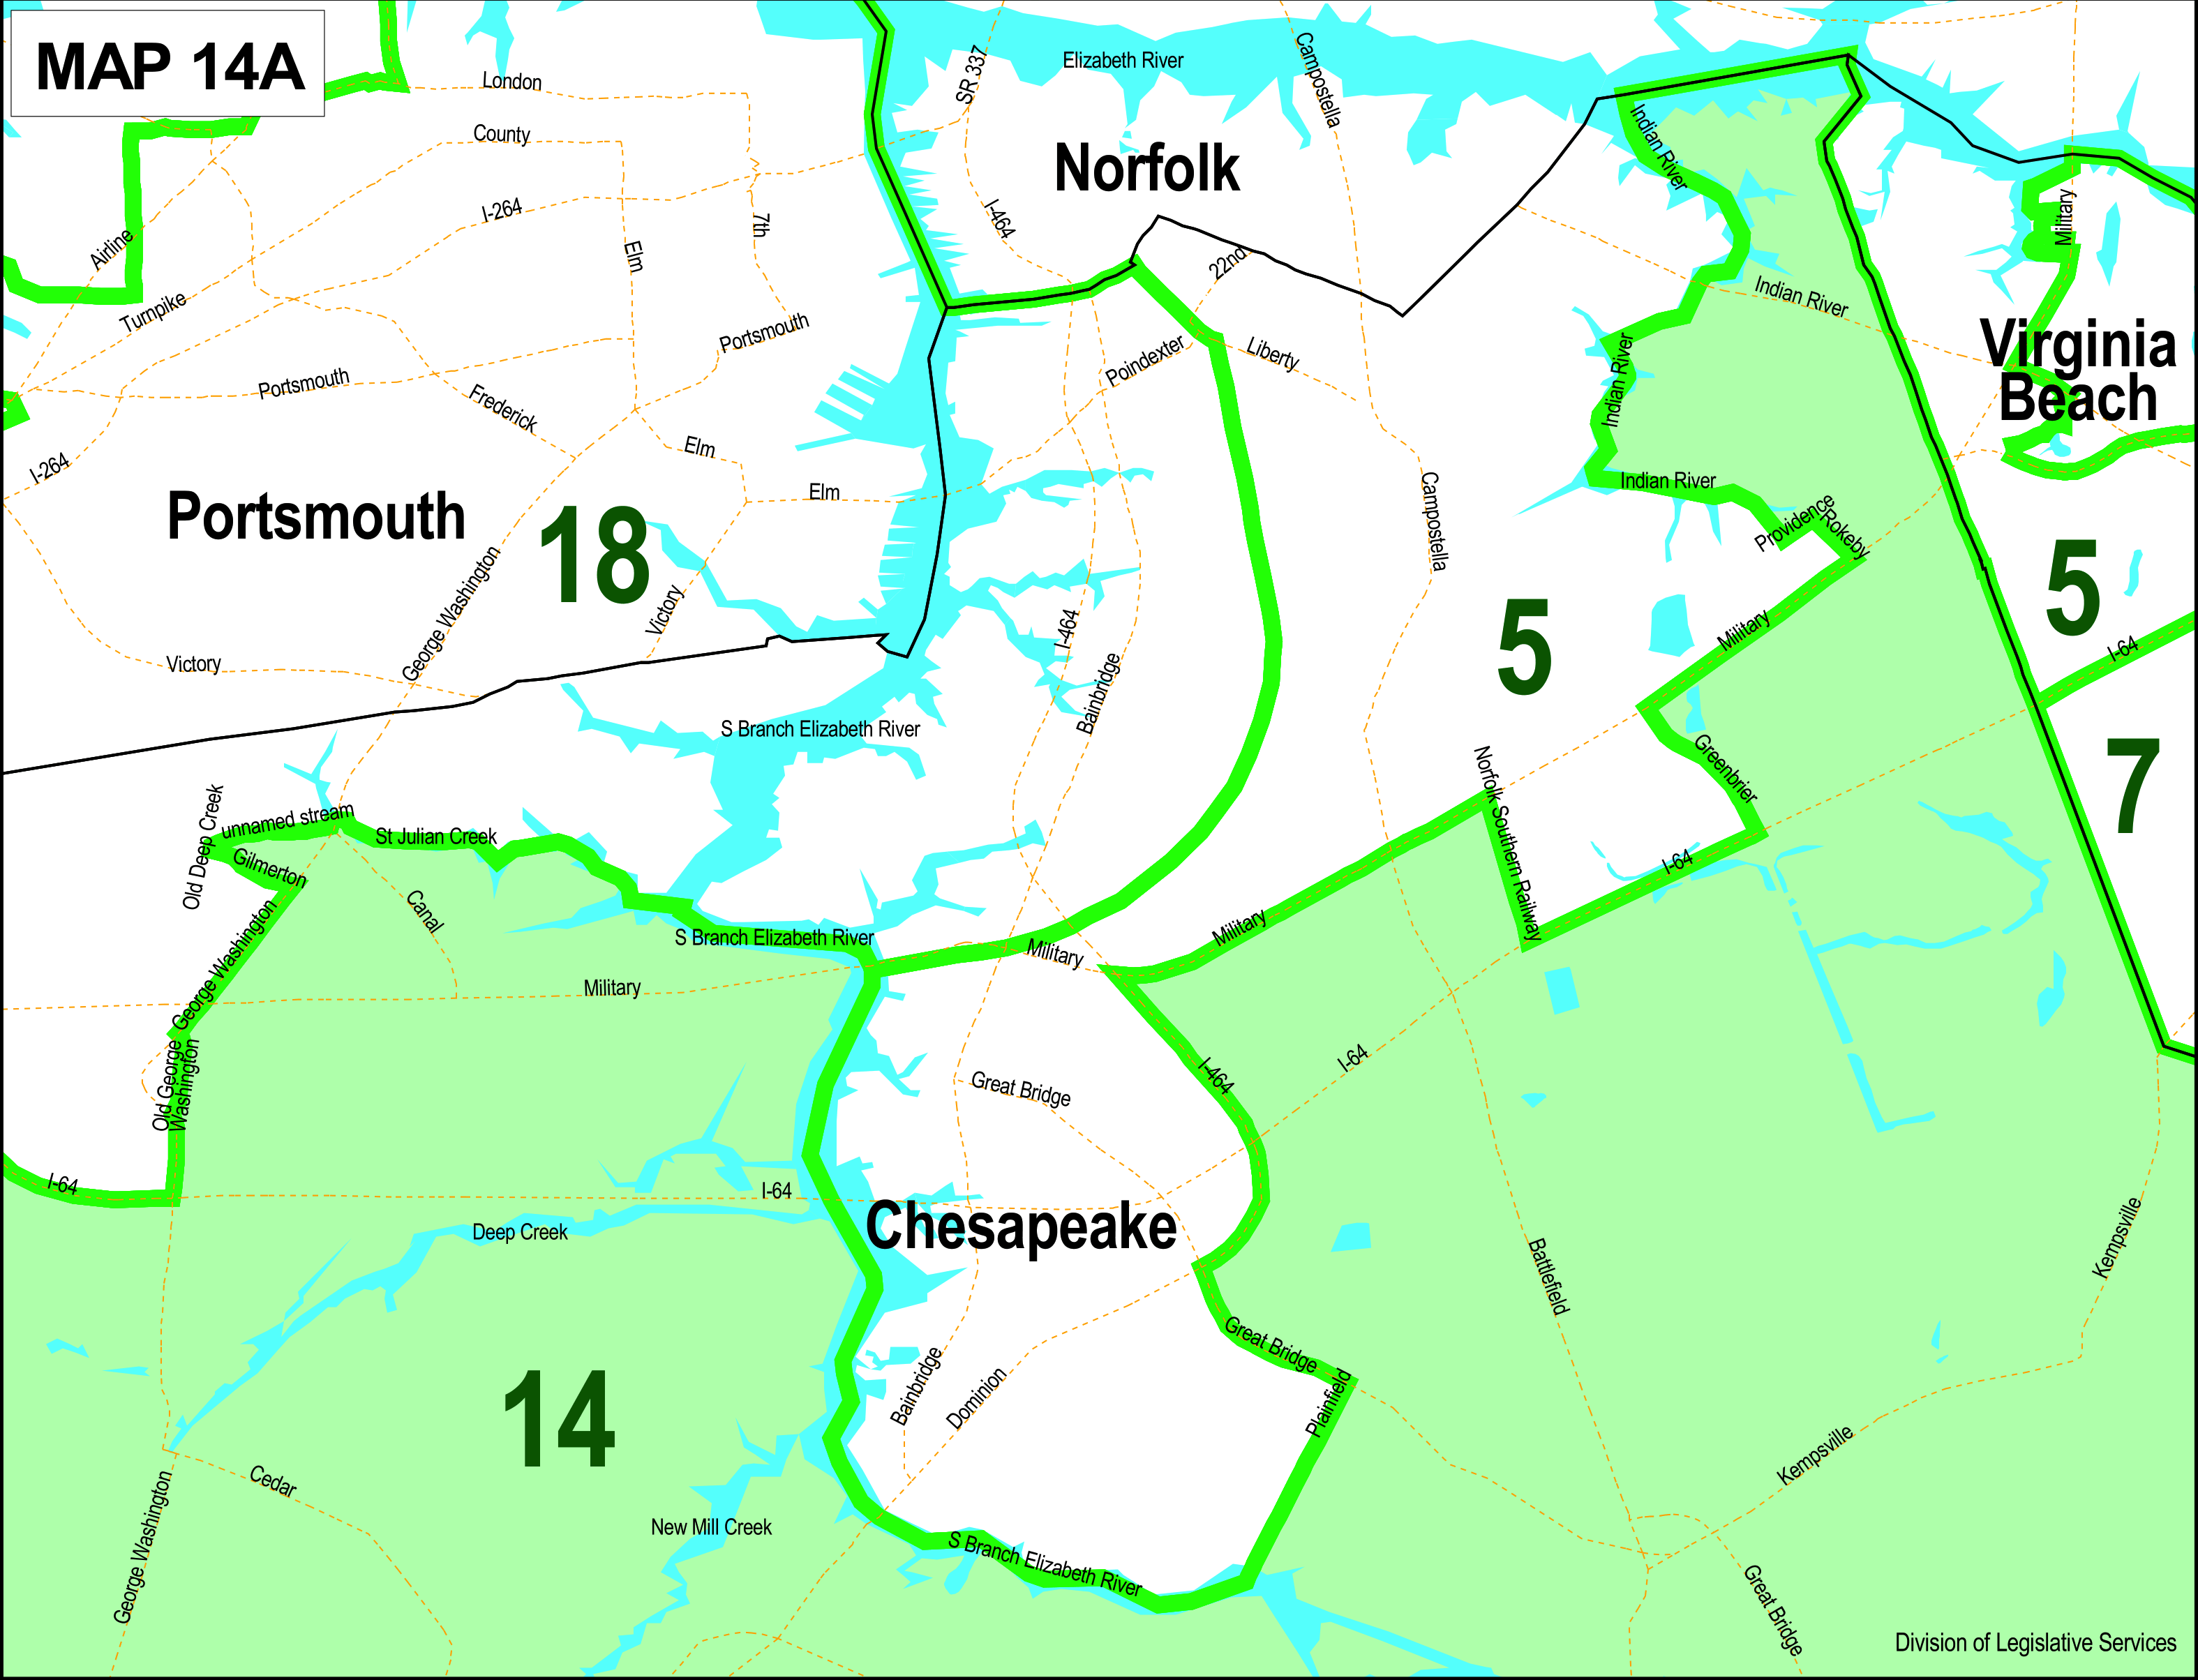 MAP 14A
London
SR 337
Elizabeth River
Campostella
County
Norfolk
Indian River
I-264
7th
I-464
Military
Airline
Elm
22nd
Turnpike
Indian River
Portsmouth
Poindexter
Liberty
Virginia
Beach
Portsmouth
Frederick
Indian River
I-264
Elm
Elm
Campostella
Indian River
Portsmouth
18
Providence
Rokeby
5
George Washington
Victory
I-464
5
Military
I-64
Victory
Bainbridge
S Branch Elizabeth River
7
Norfolk Southern Railway
Greenbrier
Old Deep Creek
unnamed stream
St Julian Creek
Gilmerton
I-64
Canal
George Washington
S Branch Elizabeth River
Military
Military
Military
Old George
Washington
I-64
I-464
Great Bridge
I-64
I-64
Chesapeake
Deep Creek
Kempsville
Battlefield
Great Bridge
Bainbridge
Dominion
Plainfield
14
Kempsville
Cedar
George Washington
New Mill Creek
S Branch Elizabeth River
Great Bridge
Division of Legislative Services